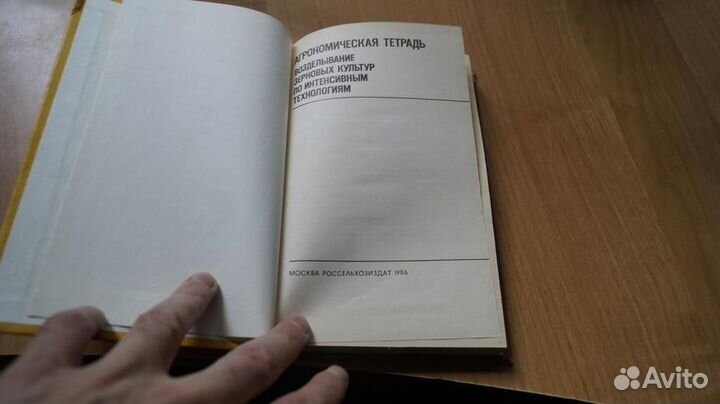 АГРОНОМИЧЕСКАЯ ТЕТРАДЬ
ВОЗДЕЛЫВАНИЕ
ЗЕРНОВЫХ КУЛЬТУР
ПО ИНТЕНСИВНЫМ
ТЕХНОЛОГИЯМ
МОСКВА РОССЕЛЬХОЗИЗДАТ 1986
Avito